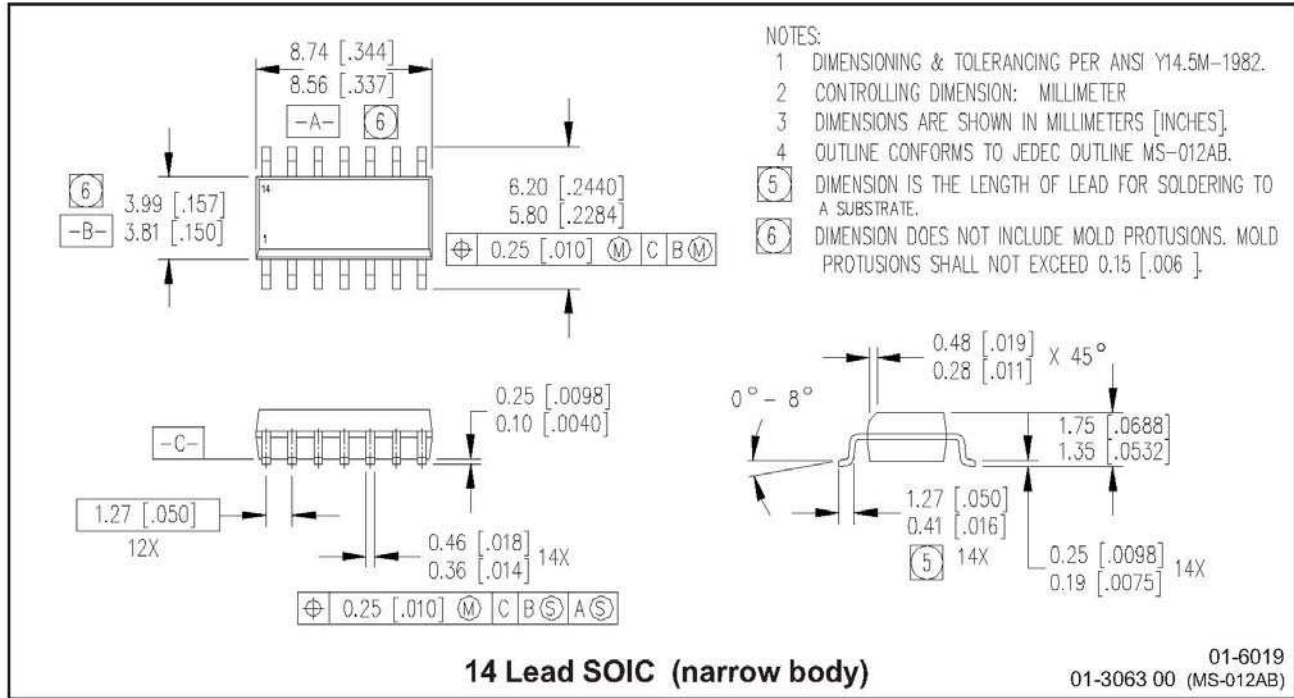 8.74 [.344]
8.56 [.337]
-A- 6
14
1
6
3.99 [.157]
-B- 3.81 [.150]
6.20 [.2440]
5.80 [.2284]
⌖ 0.25 [.010] Ⓜ C B Ⓜ
NOTES:
1 DIMENSIONING & TOLERANCING PER ANSI Y14.5M-1982.
2 CONTROLLING DIMENSION: MILLIMETER
3 DIMENSIONS ARE SHOWN IN MILLIMETERS [INCHES].
4 OUTLINE CONFORMS TO JEDEC OUTLINE MS-012AB.
5 DIMENSION IS THE LENGTH OF LEAD FOR SOLDERING TO
A SUBSTRATE.
6 DIMENSION DOES NOT INCLUDE MOLD PROTUSIONS. MOLD
PROTUSIONS SHALL NOT EXCEED 0.15 [.006 ].
0.25 [.0098]
0.10 [.0040]
-C-
1.27 [.050]
12X
0.46 [.018]
0.36 [.014] 14X
⌖ 0.25 [.010] Ⓜ C B Ⓢ A Ⓢ
0.48 [.019]
0.28 [.011] X 45°
0° - 8°
1.75 [.0688]
1.35 [.0532]
1.27 [.050]
0.41 [.016]
5 14X
0.25 [.0098]
0.19 [.0075] 14X
14 Lead SOIC (narrow body)
01-6019
01-3063 00 (MS-012AB)